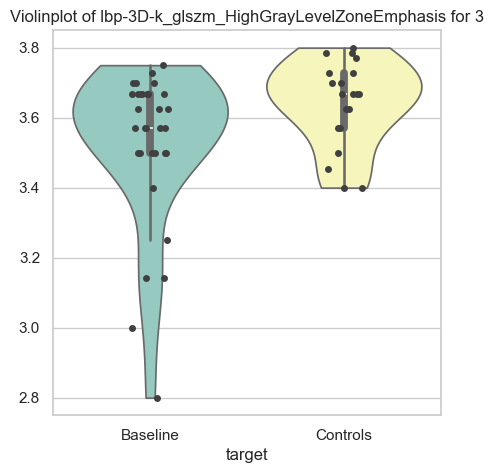 Violinplot of lbp-3D-k_glszm_HighGrayLevelZoneEmphasis for 3
3.8
3.6
3.4
3.2
3.0
2.8
Baseline
Controls
target